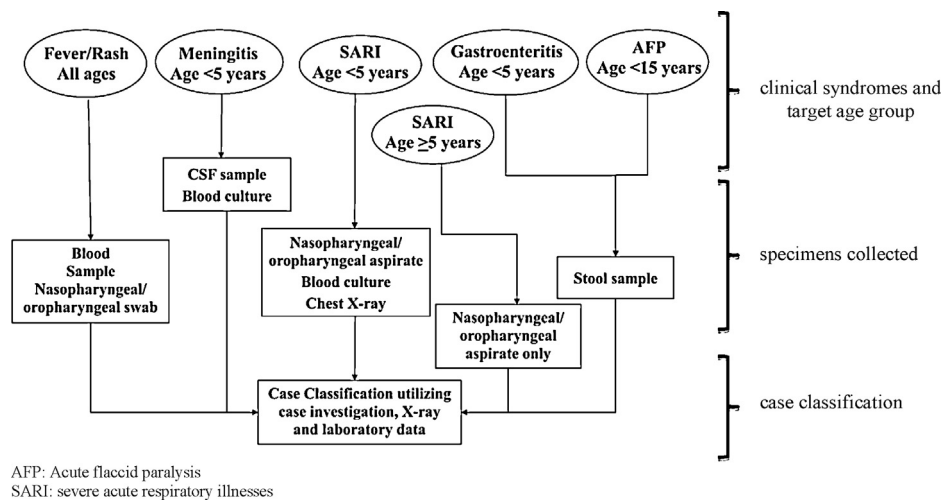 Fever/Rash
All ages
Meningitis
Age <5 years
SARI
Age <5 years
Gastroenteritis
Age <5 years
AFP
Age <15 years
SARI
Age ≥5 years
clinical syndromes and
target age group
CSF sample
Blood culture
Blood
Sample
Nasopharyngeal/
oropharyngeal swab
Nasopharyngeal/
oropharyngeal aspirate
Blood culture
Chest X-ray
Nasopharyngeal/
oropharyngeal
aspirate only
Stool sample
specimens collected
Case Classification utilizing
case investigation, X-ray
and laboratory data
case classification
AFP: Acute flaccid paralysis
SARI: severe acute respiratory illnesses